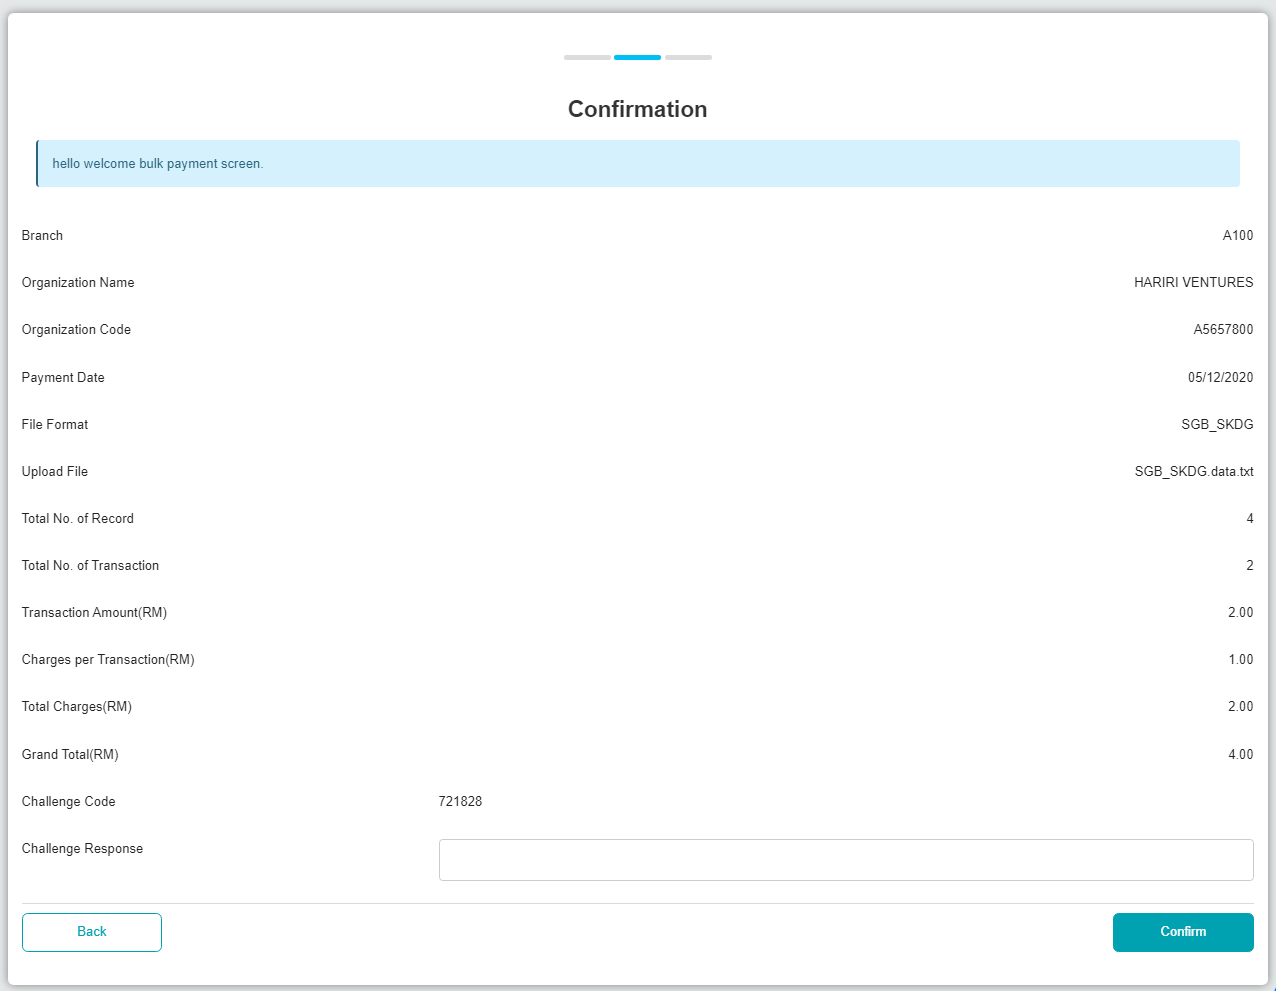 Confirmation
hello welcome bulk payment screen.
Branch A100
Organization Name HARIRI VENTURES
Organization Code A5657800
Payment Date 05/12/2020
File Format SGB_SKDG
Upload File SGB_SKDG.data.txt
Total No. of Record 4
Total No. of Transaction 2
Transaction Amount(RM) 2.00
Charges per Transaction(RM) 1.00
Total Charges(RM) 2.00
Grand Total(RM) 4.00
Challenge Code 721828
Challenge Response
Back Confirm